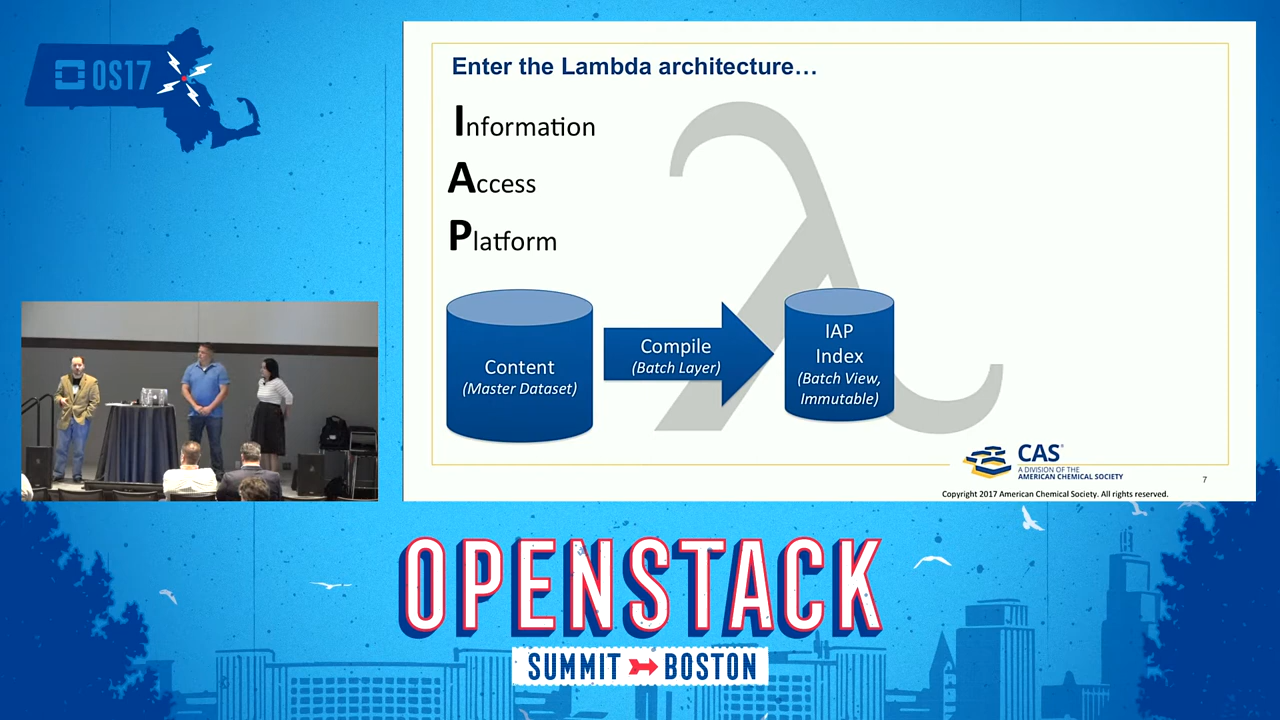 OS17
Enter the Lambda architecture...
Information
Access
Platform
Content
(Master Dataset)
Compile
(Batch Layer)
IAP
Index
(Batch View,
Immutable)
CAS
A DIVISION OF THE
AMERICAN CHEMICAL SOCIETY
7
Copyright 2017 American Chemical Society. All rights reserved.
OPENSTACK
SUMMIT BOSTON